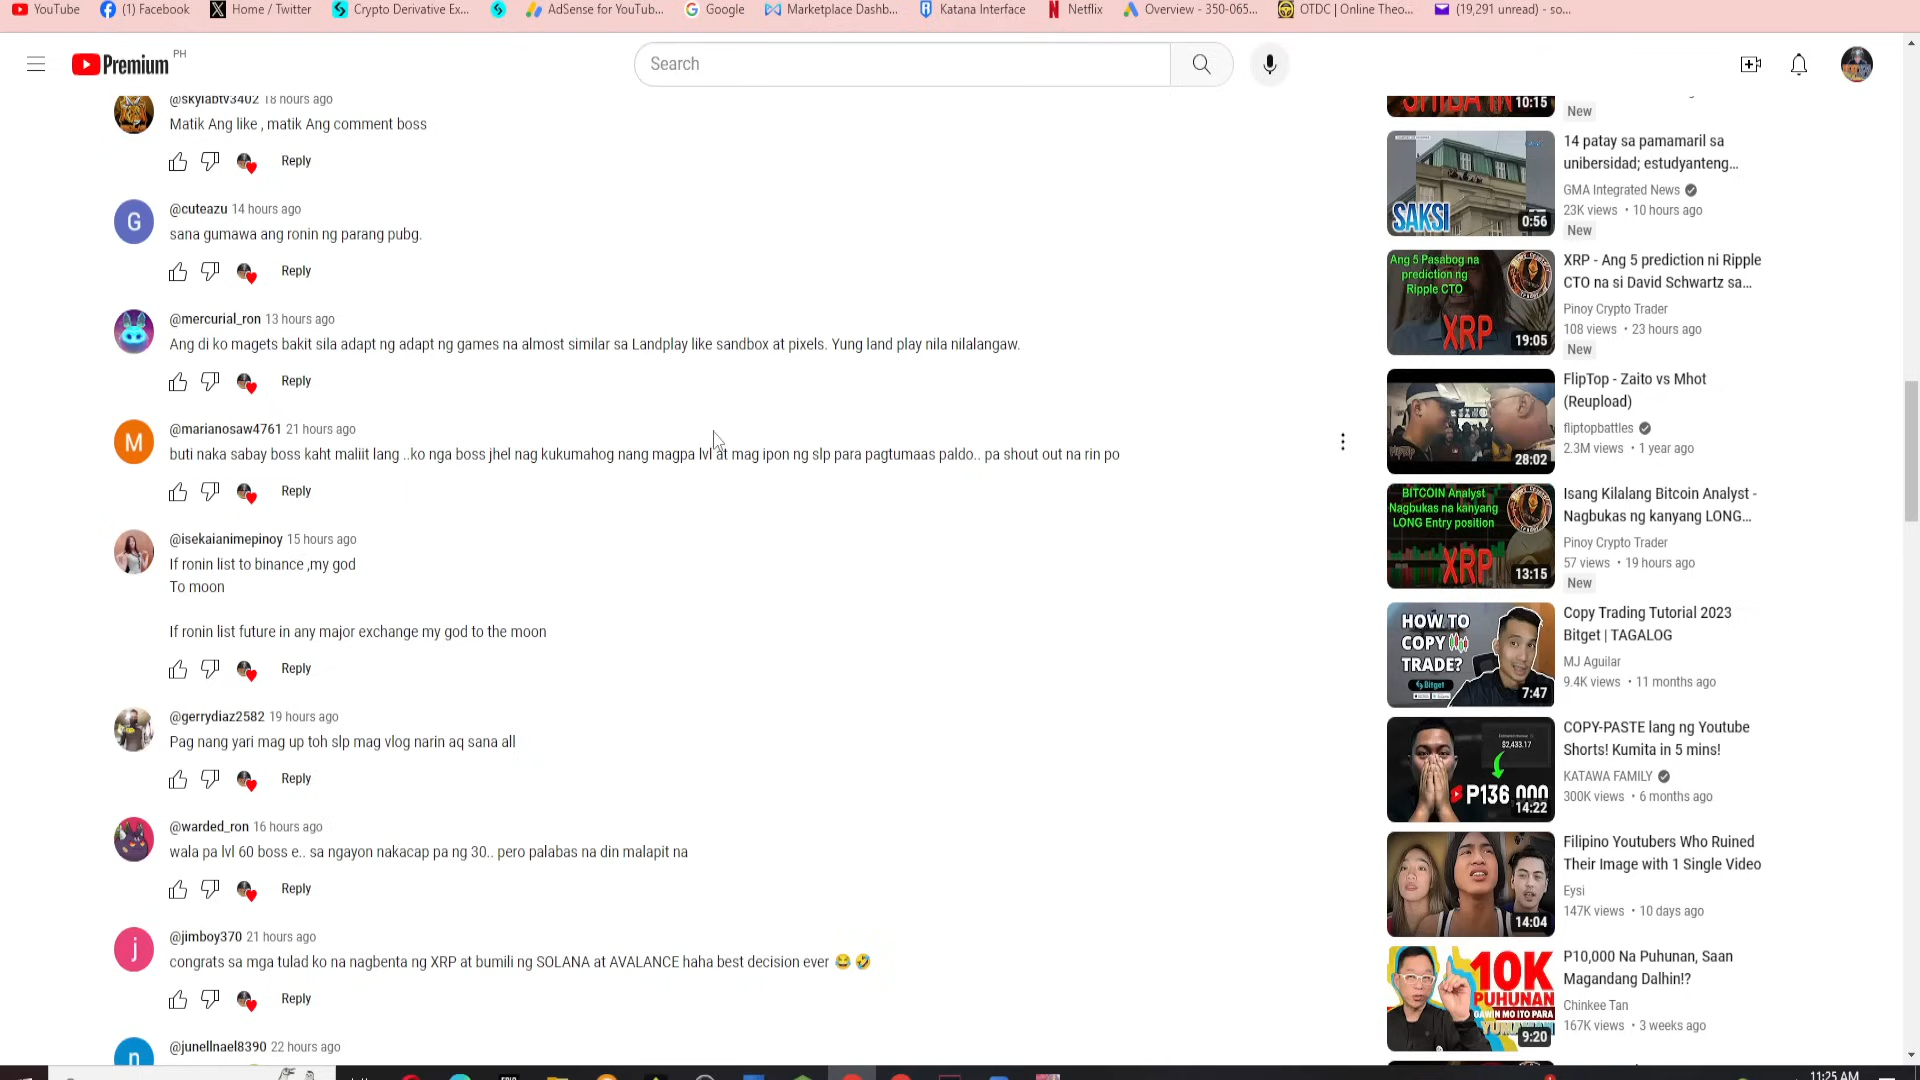 YouTube
(1) Facebook
Home / Twitter
Crypto Derivative Ex...
AdSense for YouTub...
Google
Marketplace Dashb...
Katana Interface
Netflix
Overview - 350-065...
OTDC | Online Theo...
(19,291 unread) - so...
Premium
PH
Search
@skylabtv3402 18 hours ago
Matik Ang like , matik Ang comment boss
Reply
@cuteazu 14 hours ago
sana gumawa ang ronin ng parang pubg.
Reply
@mercurial_ron 13 hours ago
Ang di ko magets bakit sila adapt ng adapt ng games na almost similar sa Landplay like sandbox at pixels. Yung land play nila nilalangaw.
Reply
@marianosaw4761 21 hours ago
buti naka sabay boss kaht maliit lang ..ko nga boss jhel nag kukumahog nang magpa lvl at mag ipon ng slp para pagtumaas paldo.. pa shout out na rin po
Reply
@isekaianimepinoy 15 hours ago
If ronin list to binance ,my god
To moon
If ronin list future in any major exchange my god to the moon
Reply
@gerrydiaz2582 19 hours ago
Pag nang yari mag up toh slp mag vlog narin aq sana all
Reply
@warded_ron 16 hours ago
wala pa lvl 60 boss e.. sa ngayon nakacap pa ng 30.. pero palabas na din malapit na
Reply
@jimboy370 21 hours ago
congrats sa mga tulad ko na nagbenta ng XRP at bumili ng SOLANA at AVALANCE haha best decision ever 😂 🤣
Reply
@junellnael8390 22 hours ago
10:15
New
SAKSI
0:56
14 patay sa pamamaril sa
unibersidad; estudyanteng...
GMA Integrated News
23K views • 10 hours ago
New
Ang 5 Pasabog na
prediction ng
Ripple CTO
XRP
19:05
XRP - Ang 5 prediction ni Ripple
CTO na si David Schwartz sa...
Pinoy Crypto Trader
108 views • 23 hours ago
New
28:02
FlipTop - Zaito vs Mhot
(Reupload)
fliptopbattles
2.3M views • 1 year ago
BITCOIN Analyst
Nagbukas na kanyang
LONG Entry position
XRP
13:15
Isang Kilalang Bitcoin Analyst -
Nagbukas ng kanyang LONG...
Pinoy Crypto Trader
57 views • 19 hours ago
New
HOW TO
COPY
TRADE?
Bitget
7:47
Copy Trading Tutorial 2023
Bitget | TAGALOG
MJ Aguilar
9.4K views • 11 months ago
$2,433.17
P136,000
14:22
COPY-PASTE lang ng Youtube
Shorts! Kumita in 5 mins!
KATAWA FAMILY
300K views • 6 months ago
14:04
Filipino Youtubers Who Ruined
Their Image with 1 Single Video
Eysi
147K views • 10 days ago
10K
PUHUNAN
GAWIN MO ITO PARA
YUMAMAN
9:20
P10,000 Na Puhunan, Saan
Magandang Dalhin!?
Chinkee Tan
167K views • 3 weeks ago
11:25 AM